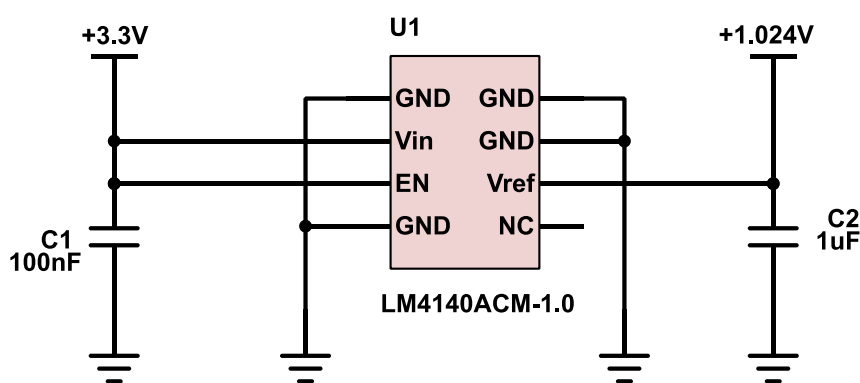 U1
+3.3V
+1.024V
GND GND
Vin GND
EN Vref
GND NC
C1
100nF
C2
1uF
LM4140ACM-1.0